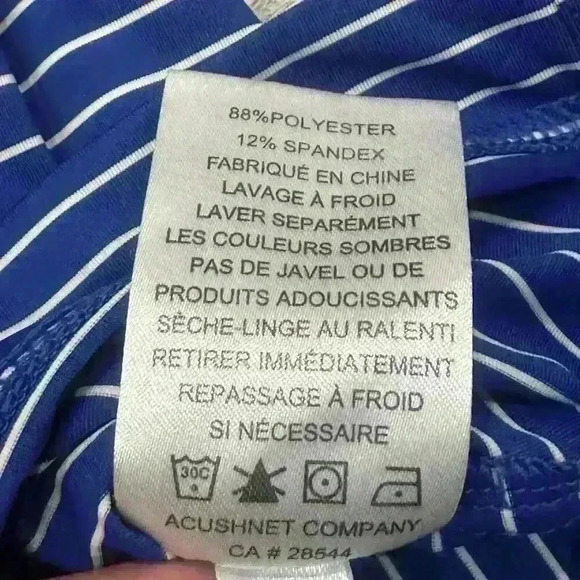 88%POLYESTER
12% SPANDEX
FABRIQUÉ EN CHINE
LAVAGE À FROID
LAVER SEPARÉMENT
LES COULEURS SOMBRES
PAS DE JAVEL OU DE
PRODUITS ADOUCISSANTS
SÈCHE-LINGE AU RALENTI
RETIRER IMMÉDIATEMENT
REPASSAGE À FROID
SI NÉCESSAIRE
30C
ACUSHNET COMPANY
CA # 28544